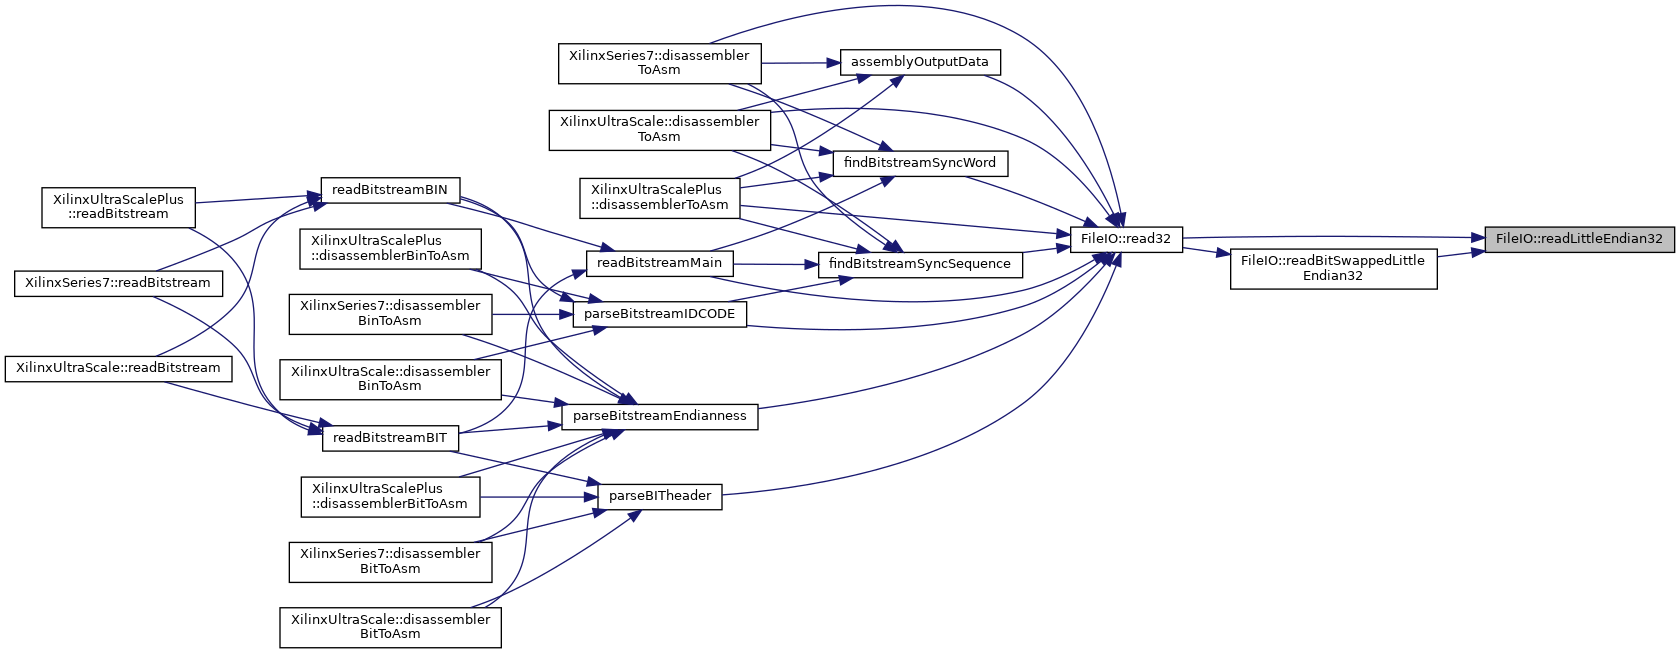 XilinxSeries7::disassembler
ToAsm
assemblyOutputData
XilinxUltraScale::disassembler
ToAsm
findBitstreamSyncWord
readBitstreamBIN
XilinxUltraScalePlus
::readBitstream
XilinxUltraScalePlus
::disassemblerToAsm
XilinxUltraScalePlus
::disassemblerBinToAsm
FileIO::read32
FileIO::readLittleEndian32
readBitstreamMain
findBitstreamSyncSequence
FileIO::readBitSwappedLittle
Endian32
XilinxSeries7::readBitstream
XilinxSeries7::disassembler
BinToAsm
parseBitstreamIDCODE
XilinxUltraScale::readBitstream
XilinxUltraScale::disassembler
BinToAsm
parseBitstreamEndianness
readBitstreamBIT
XilinxUltraScalePlus
::disassemblerBitToAsm
parseBITheader
XilinxSeries7::disassembler
BitToAsm
XilinxUltraScale::disassembler
BitToAsm